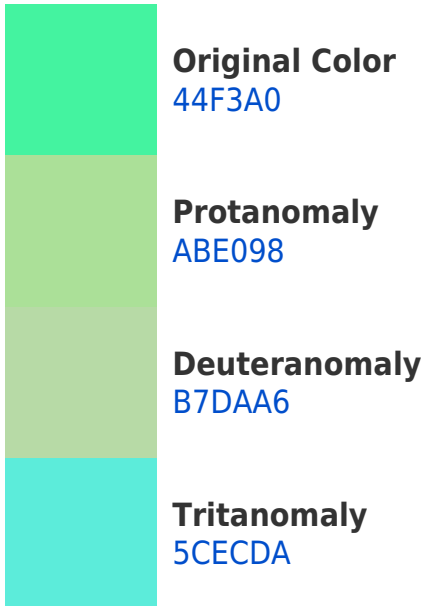 Original Color
44F3A0
Protanomaly
ABE098
Deuteranomaly
B7DAA6
Tritanomaly
5CECDA